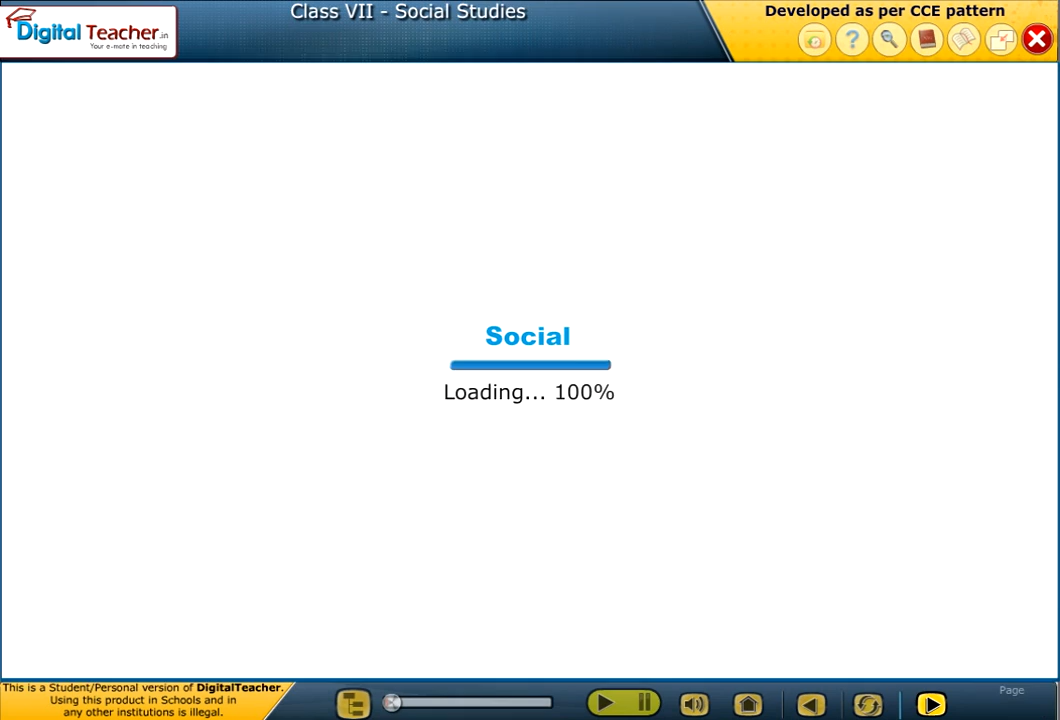 Class VII - Social Studies
Developed as per CCE pattern
Digital Teacher.in
Your e-mate in teaching
?
Social
Loading... 100%
This is a Student/Personal version of DigitalTeacher.
Using this product in Schools and in
any other institutions is illegal.
Page